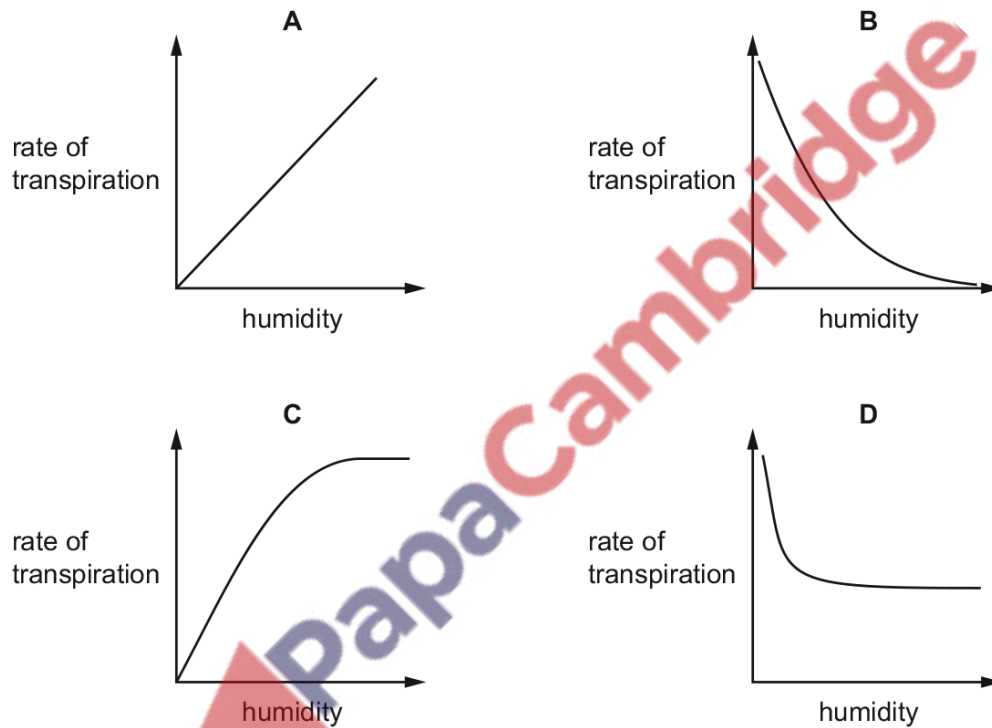 A
rate of
transpiration
humidity
B
rate of
transpiration
humidity
C
rate of
transpiration
humidity
D
rate of
transpiration
humidity
PapaCambridge